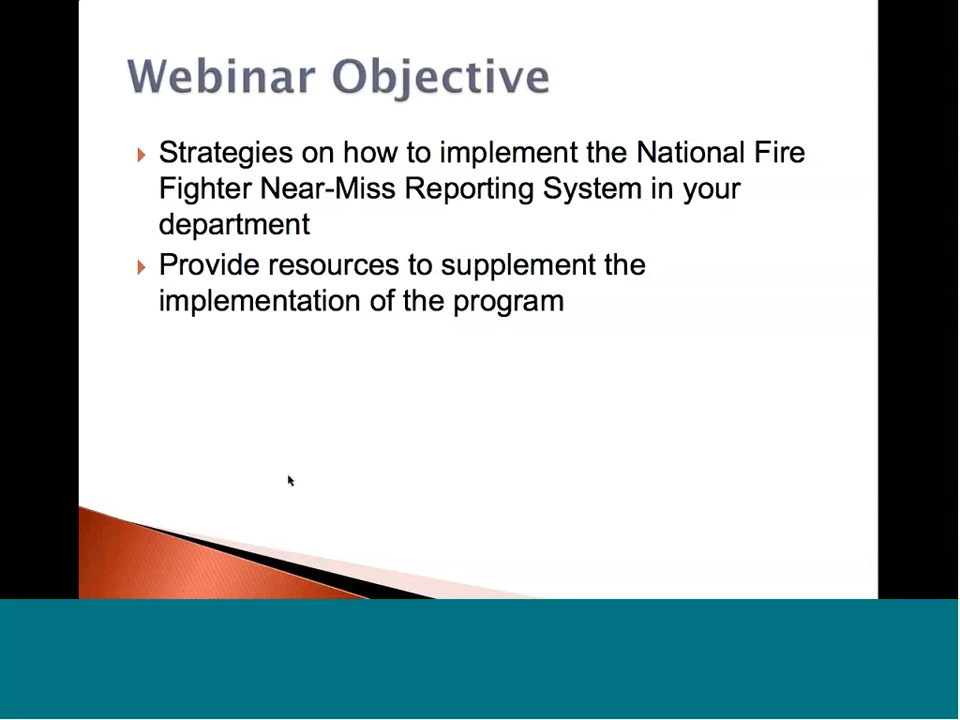 Webinar Objective
Strategies on how to implement the National Fire
Fighter Near-Miss Reporting System in your
department
Provide resources to supplement the
implementation of the program